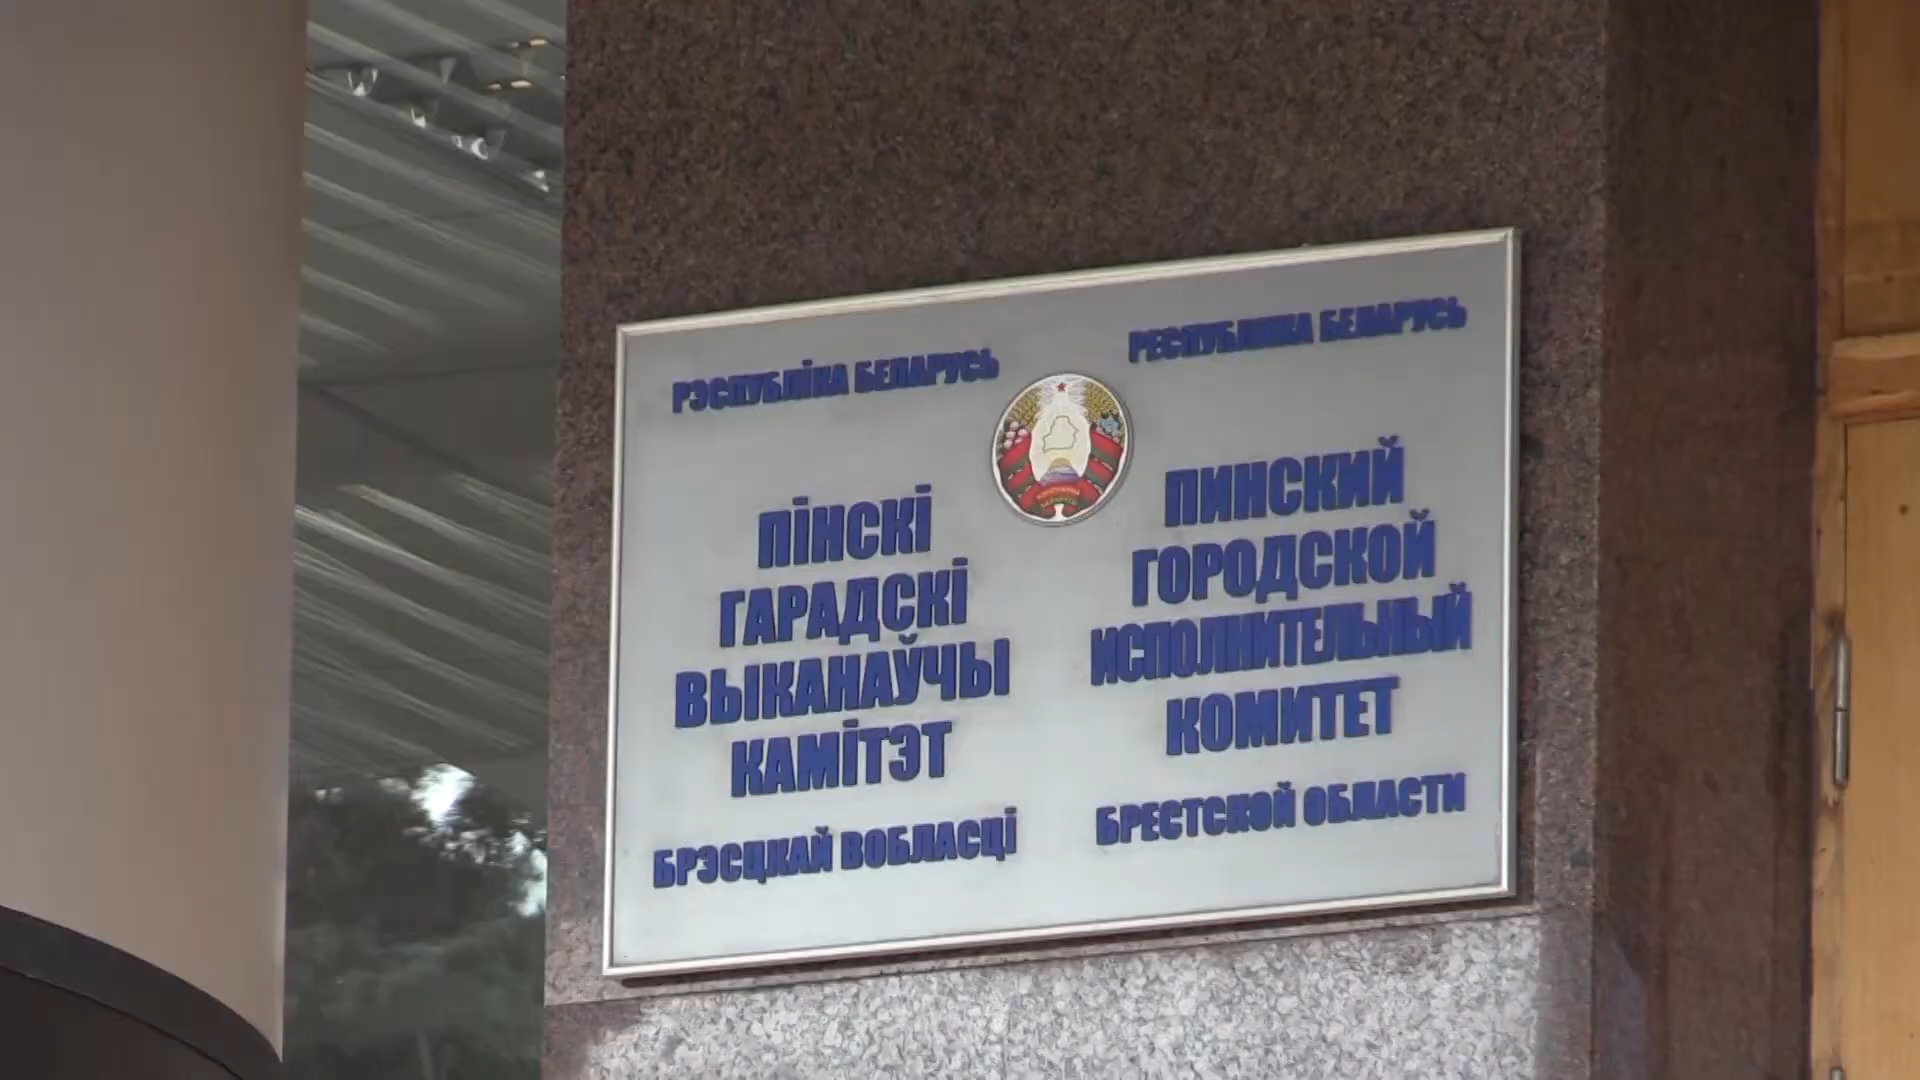 РЭСПУБЛІКА БЕЛАРУСЬ
ПІНСКІ
ГАРАДСКІ
ВЫКАНАЎЧЫ
КАМІТЭТ
БРЭСЦКАЙ ВОБЛАСЦІ
РЕСПУБЛИКА БЕЛАРУСЬ
ПИНСКИЙ
ГОРОДСКОЙ
ИСПОЛНИТЕЛЬНЫЙ
КОМИТЕТ
БРЕСТСКОЙ ОБЛАСТИ